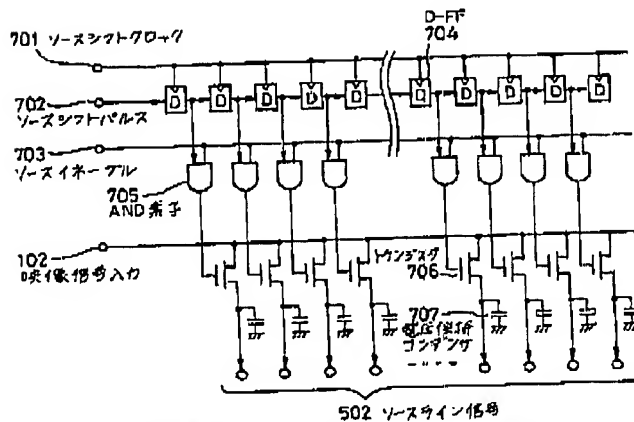 D-FF
704
701 ソースシフトクロック
D D D D D D D D D D
702
ソースシフトパルス
703
ソースイネーブル
705
AND素子
102
映像信号入力
トランジスタ
706
707
電圧保持
コンデンサ
502 ソースライン信号